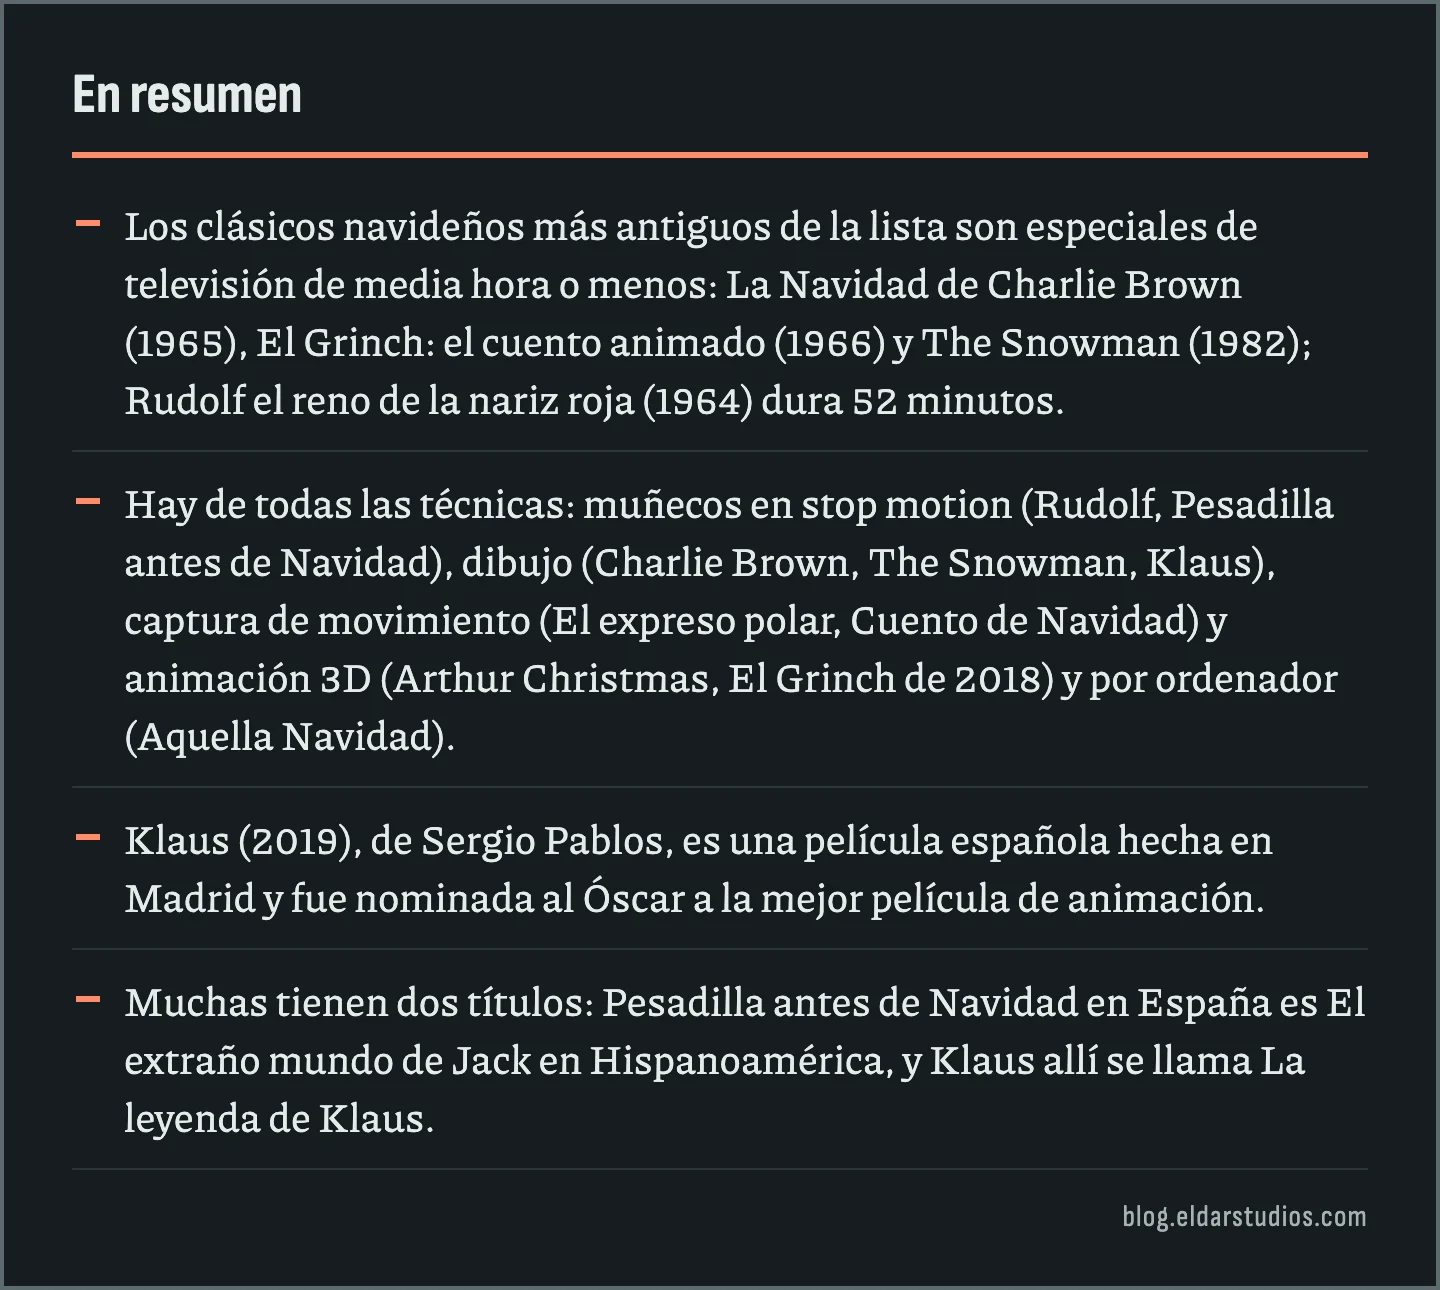 En resumen
Los clásicos navideños más antiguos de la lista son especiales de
televisión de media hora o menos: La Navidad de Charlie Brown
(1965), El Grinch: el cuento animado (1966) y The Snowman (1982);
Rudolf el reno de la nariz roja (1964) dura 52 minutos.
Hay de todas las técnicas: muñecos en stop motion (Rudolf, Pesadilla
antes de Navidad), dibujo (Charlie Brown, The Snowman, Klaus),
captura de movimiento (El expreso polar, Cuento de Navidad) y
animación 3D (Arthur Christmas, El Grinch de 2018) y por ordenador
(Aquella Navidad).
Klaus (2019), de Sergio Pablos, es una película española hecha en
Madrid y fue nominada al Óscar a la mejor película de animación.
Muchas tienen dos títulos: Pesadilla antes de Navidad en España es El
extraño mundo de Jack en Hispanoamérica, y Klaus allí se llama La
leyenda de Klaus.
blog.eldarstudios.com